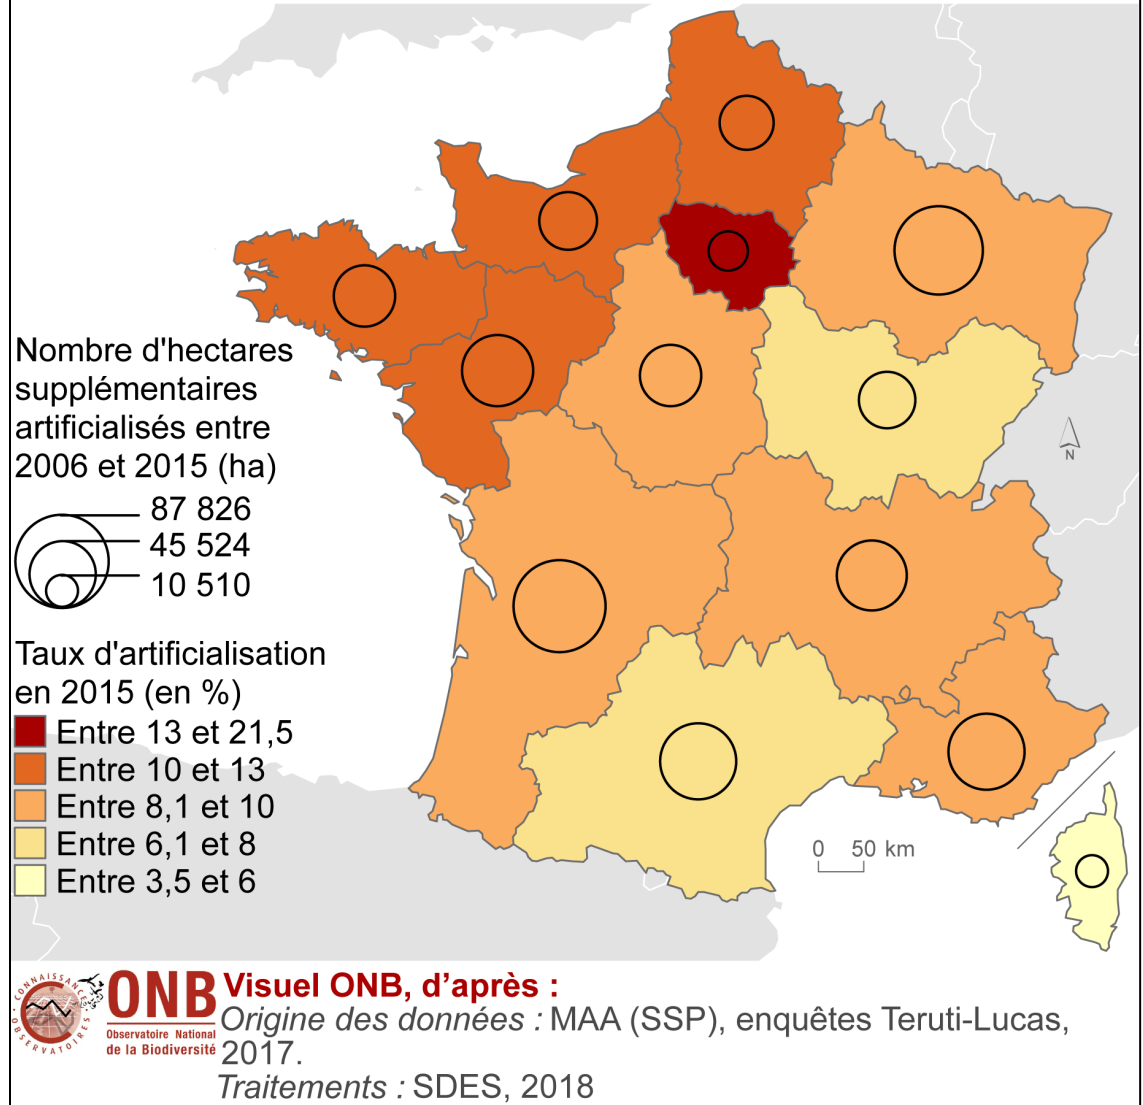 Nombre d'hectares
supplémentaires
artificialisés entre
2006 et 2015 (ha)
87 826
45 524
10 510
Taux d'artificialisation
en 2015 (en %)
Entre 13 et 21,5
Entre 10 et 13
Entre 8,1 et 10
Entre 6,1 et 8
Entre 3,5 et 6
N
0 50 km
CONNAISSANCE
OBSERVATOIRES
ONB
Observatoire National
de la Biodiversité
Visuel ONB, d’après :
Origine des données : MAA (SSP), enquêtes Teruti-Lucas,
2017.
Traitements : SDES, 2018